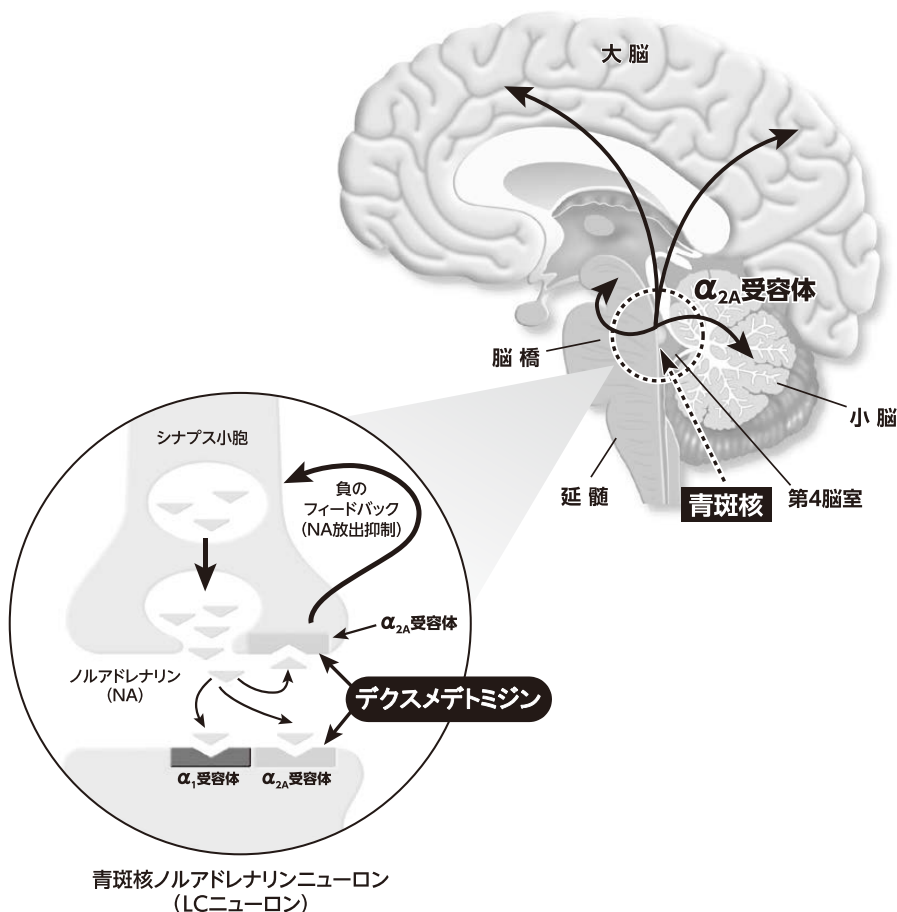 大脳
α2A受容体
脳橋
小脳
延髄
青斑核
第4脳室
シナプス小胞
負の
フィードバック
(NA放出抑制)
α2A受容体
ノルアドレナリン
(NA)
デクスメデトミジン
α1受容体
α2A受容体
青斑核ノルアドレナリンニューロン
(LCニューロン)